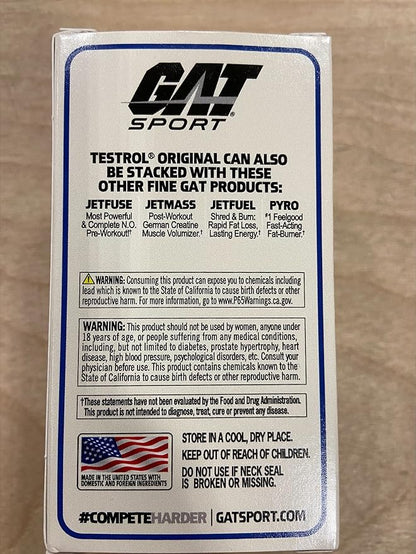 GAT
SPORT®
TESTROL® ORIGINAL CAN ALSO
BE STACKED WITH THESE
OTHER FINE GAT PRODUCTS:
JETFUSE JETMASS JETFUEL PYRO
Most Powerful Post-Workout Shred & Burn: #1 Feelgood
& Complete N.O. German Creatine Rapid Fat Loss, Fast-Acting
Pre-Workout!† Muscle Volumizer.† Lasting Energy.† Fat-Burner.†
WARNING: Consuming this product can expose you to chemicals including
lead which is known to the State of California to cause birth defects or other
reproductive harm. For more information, go to www.P65Warnings.ca.gov.
WARNING: This product should not be used by women, anyone under
18 years of age, or people suffering from any medical conditions,
including, but not limited to diabetes, prostate hypertrophy, heart
disease, high blood pressure, psychological disorders, etc. Consult your
physician before use. This product contains chemicals known to the
State of California to cause birth defects or other reproductive harm.
†These statements have not been evaluated by the Food and Drug Administration.
This product is not intended to diagnose, treat, cure or prevent any disease.
STORE IN A COOL, DRY PLACE.
KEEP OUT OF REACH OF CHILDREN.
DO NOT USE IF NECK SEAL
IS BROKEN OR MISSING.
MADE IN THE UNITED STATES WITH
DOMESTIC AND FOREIGN INGREDIENTS
#COMPETEHARDER | GATSPORT.COM